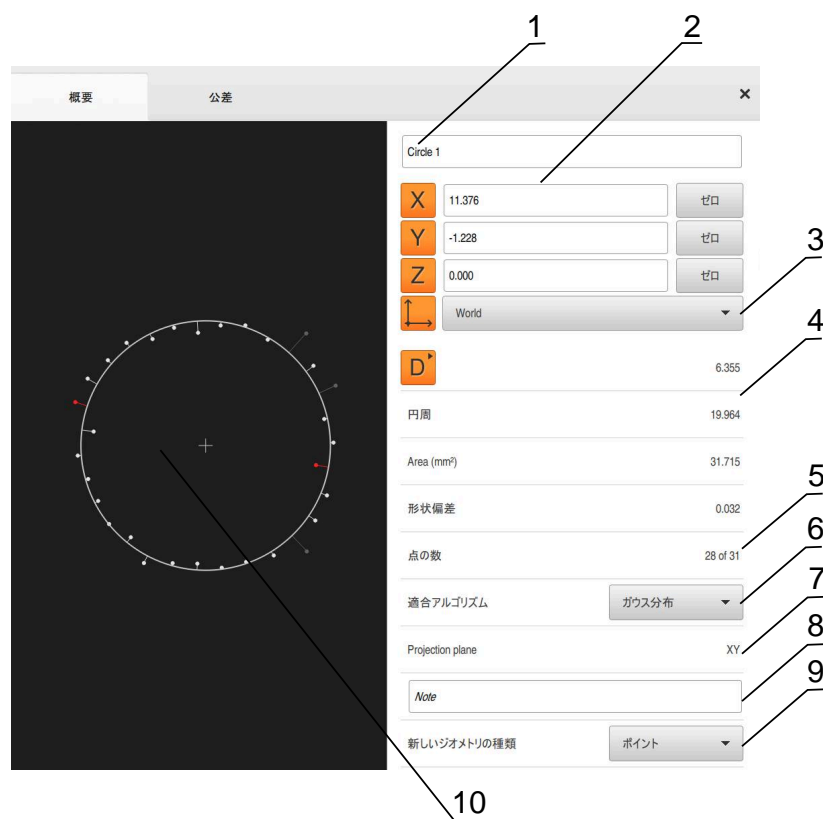 1
2
概要
公差
×
Circle 1
X 11.376 ゼロ
Y -1.228 ゼロ
3
Z 0.000 ゼロ
World
4
D 6.355
円周 19.964
Area (mm²) 31.715
5
形状偏差 0.032
6
点の数 28 of 31
7
適合アルゴリズム ガウス分布
8
Projection plane XY
9
Note
新しいジオメトリの種類 ポイント
10